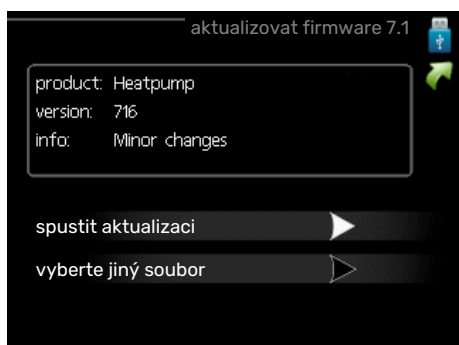 aktualizovat firmware 7.1
product: Heatpump
version: 716
info: Minor changes
spustit aktualizaci
vyberte jiný soubor